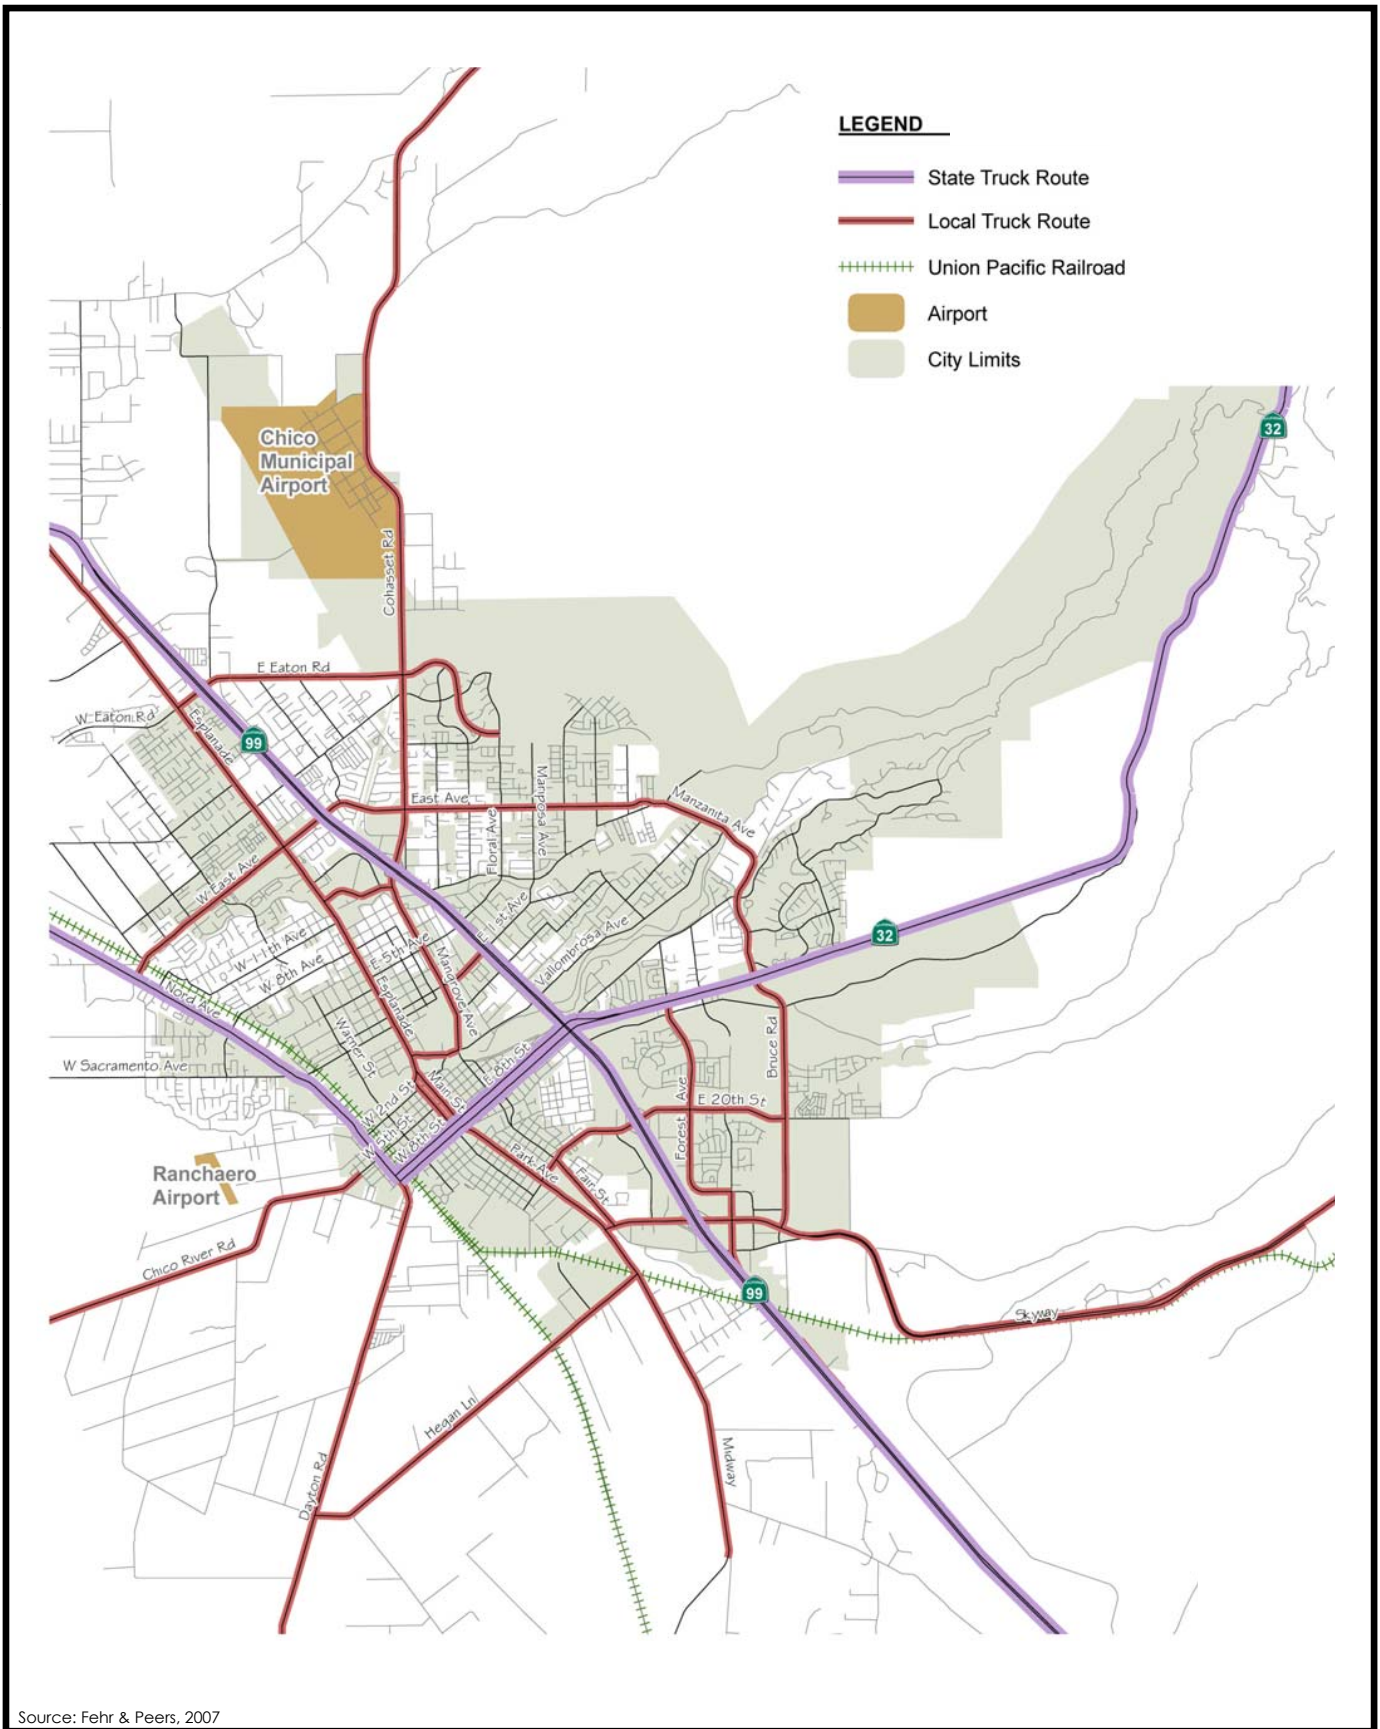 LEGEND
State Truck Route
Local Truck Route
Union Pacific Railroad
Airport
City Limits
32
Chico
Municipal
Airport
Cohasset Rd
E Eaton Rd
W Eaton Rd
Esplanade
99
East Ave
Mariposa Ave
Manzanita Ave
Floral Ave
W East Ave
E 1st Ave
Vallombrosa Ave
32
W 11th Ave
E 5th Ave
W 8th Ave
Mangrove Ave
Nord Ave
Esplanade
Warner St
Bruce Rd
W Sacramento Ave
E 8th St
Main St
W 2nd St
Forest Ave
E 20th St
W 5th St
W 8th St
Park Ave
Fair St
Ranchaero
Airport
Chico River Rd
99
Skyway
Hegan Ln
Midway
Dayton Rd
Source: Fehr & Peers, 2007